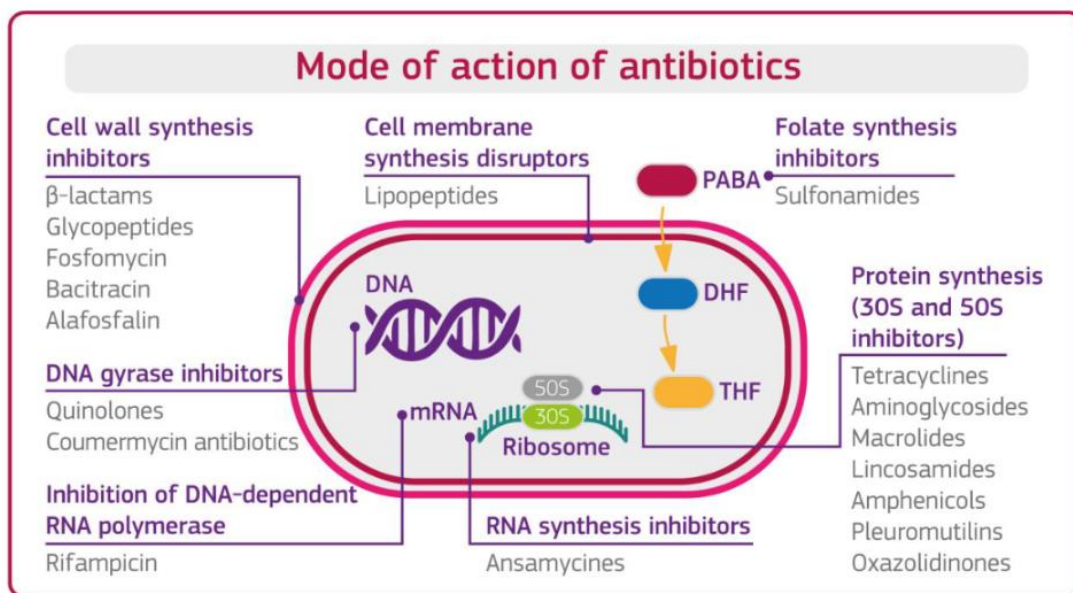 Mode of action of antibiotics
Cell wall synthesis
inhibitors
β-lactams
Glycopeptides
Fosfomycin
Bacitracin
Alafosfalin
Cell membrane
synthesis disruptors
Lipopeptides
Folate synthesis
inhibitors
Sulfonamides
PABA
DHF
THF
DNA
DNA gyrase inhibitors
Quinolones
Coumermycin antibiotics
mRNA
50S
30S
Ribosome
Protein synthesis
(30S and 50S
inhibitors)
Tetracyclines
Aminoglycosides
Macrolides
Lincosamides
Amphenicols
Pleuromutilins
Oxazolidinones
Inhibition of DNA-dependent
RNA polymerase
Rifampicin
RNA synthesis inhibitors
Ansamycines